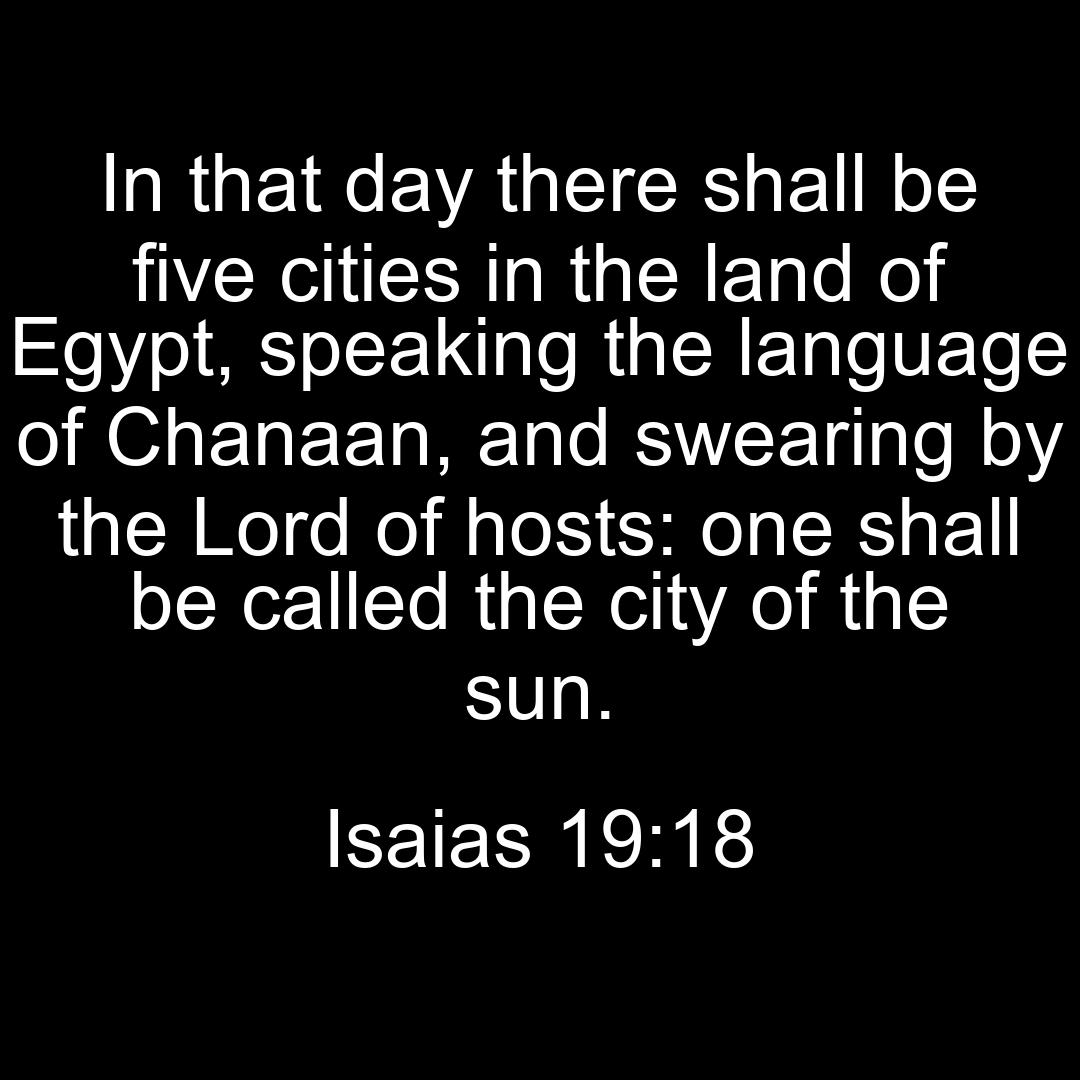 In that day there shall be
five cities in the land of
Egypt, speaking the language
of Chanaan, and swearing by
the Lord of hosts: one shall
be called the city of the
sun.
Isaias 19:18